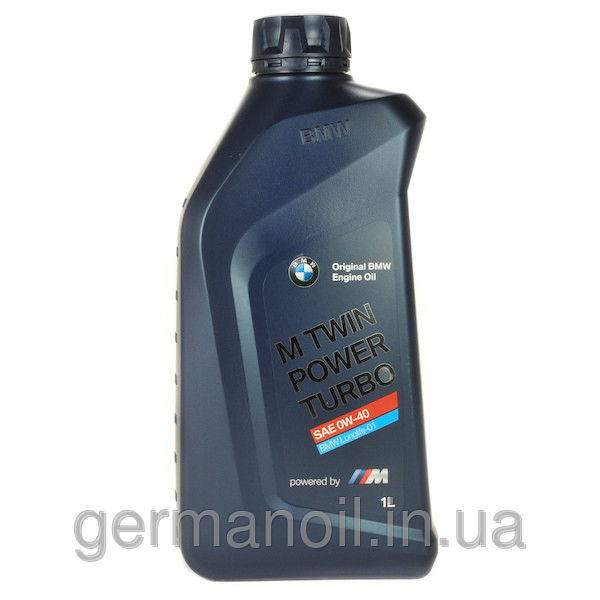 BMW
BMW
Original BMW
Engine Oil
M TWIN
POWER
TURBO
SAE 0W-40
BMW Longlife-01
powered by M
1L
germanoil.in.ua